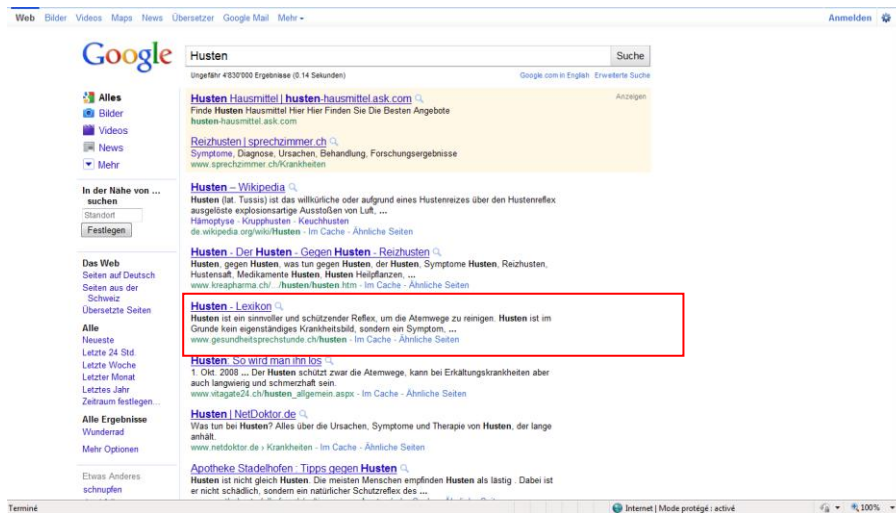 Web Bilder Videos Maps News Übersetzer Google Mail Mehr
Anmelden
Google
Husten
Suche
Ungefähr 4'830'000 Ergebnisse (0.14 Sekunden)
Google.com in English Erweiterte Suche
Alles
Bilder
Videos
News
Mehr
In der Nähe von ...
suchen
Standort
Festlegen
Das Web
Seiten auf Deutsch
Seiten aus der
Schweiz
Übersetzte Seiten
Alle
Neueste
Letzte 24 Std.
Letzte Woche
Letzter Monat
Letztes Jahr
Zeitraum festlegen...
Alle Ergebnisse
Wunderrad
Mehr Optionen
Etwas Anderes
schnupfen
Husten Hausmittel | husten-hausmittel.ask.com
Anzeigen
Finde Husten Hausmittel Hier Hier Finden Sie Die Besten Angebote
husten-hausmittel.ask.com
Reizhusten | sprechzimmer.ch
Symptome, Diagnose, Ursachen, Behandlung, Forschungsergebnisse
www.sprechzimmer.ch/Krankheiten
Husten – Wikipedia
Husten (lat. Tussis) ist das willkürliche oder aufgrund eines Hustenreizes über den Hustenreflex
ausgelöste explosionsartige Ausstoßen von Luft, ...
Hämoptyse - Krupphusten - Keuchhusten
de.wikipedia.org/wiki/Husten - Im Cache - Ähnliche Seiten
Husten - Der Husten - Gegen Husten - Reizhusten
Husten, gegen Husten, was tun gegen Husten, der Husten, Symptome Husten, Reizhusten,
Hustensaft, Medikamente Husten, Husten Heilpflanzen, ...
www.kreapharma.ch/.../husten/husten.htm - Im Cache - Ähnliche Seiten
Husten - Lexikon
Husten ist ein sinnvoller und schützender Reflex, um die Atemwege zu reinigen. Husten ist im
Grunde kein eigenständiges Krankheitsbild, sondern ein Symptom, ...
www.gesundheitsprechstunde.ch/husten - Im Cache - Ähnliche Seiten
Husten: So wird man ihn los
1. Okt. 2008 ... Der Husten schützt zwar die Atemwege, kann bei Erkältungskrankheiten aber
auch langwierig und schmerzhaft sein.
www.vitagate24.ch/husten_allgemein.aspx - Im Cache - Ähnliche Seiten
Husten | NetDoktor.de
Was tun bei Husten? Alles über die Ursachen, Symptome und Therapie von Husten, der lange
anhält.
www.netdoktor.de › Krankheiten - Im Cache - Ähnliche Seiten
Apotheke Stadelhofen : Tipps gegen Husten
Husten ist nicht gleich Husten. Die meisten Menschen empfinden Husten als lästig . Dabei ist
er nicht schädlich, sondern ein natürlicher Schutzreflex des ...
Terminé
Internet | Mode protégé : activé
100%